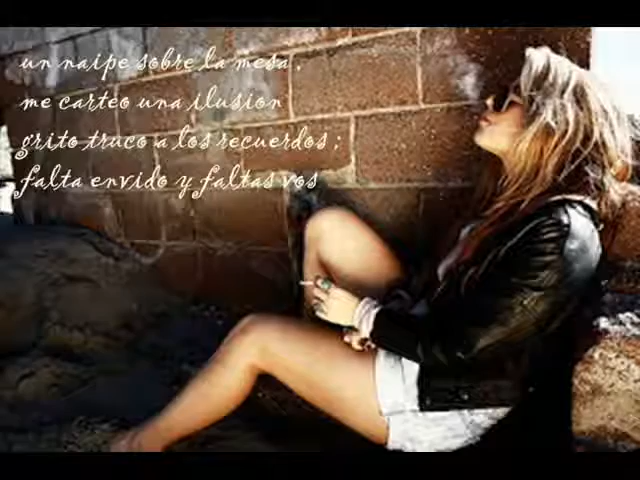 un naipe sobre la mesa .
me carteo una ilusion
grito truco a los recuerdos ;
falta envido y faltas vos